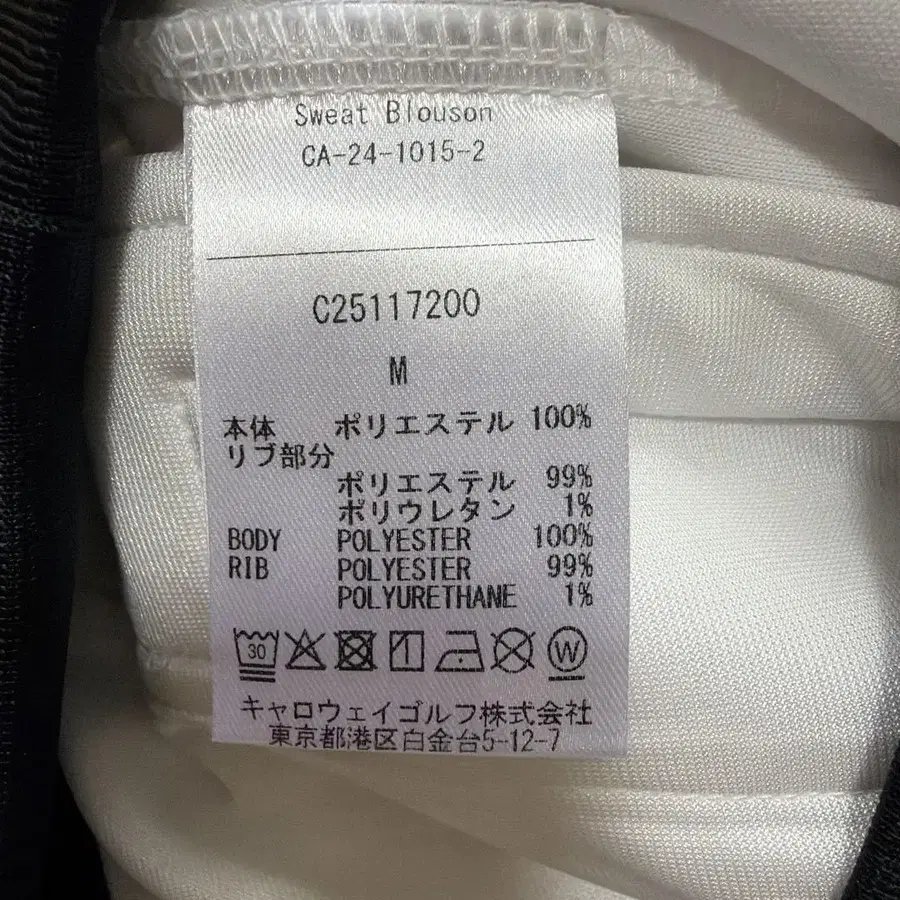 Sweat Blouson
CA-24-1015-2
C25117200
M
本体 ポリエステル 100%
リブ部分
ポリエステル 99%
ポリウレタン 1%
BODY POLYESTER 100%
RIB POLYESTER 99%
POLYURETHANE 1%
30 W
キャロウェイゴルフ株式会社
東京都港区白金台5-12-7